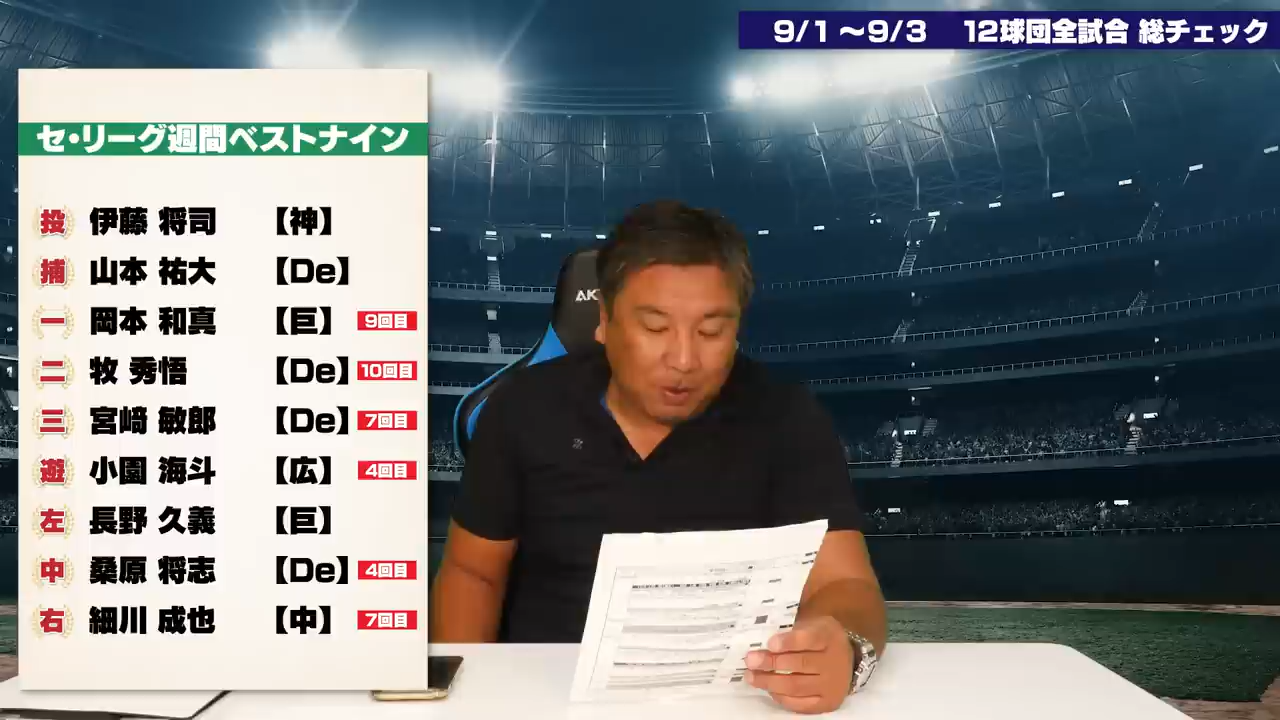 9/1～9/3 12球団全試合 総チェック
セ・リーグ週間ベストナイン
投 伊藤 将司 【神】
捕 山本 祐大 【De】
一 岡本 和真 【巨】 9回目
二 牧 秀悟 【De】 10回目
三 宮﨑 敏郎 【De】 7回目
遊 小園 海斗 【広】 4回目
左 長野 久義 【巨】
中 桑原 将志 【De】 4回目
右 細川 成也 【中】 7回目